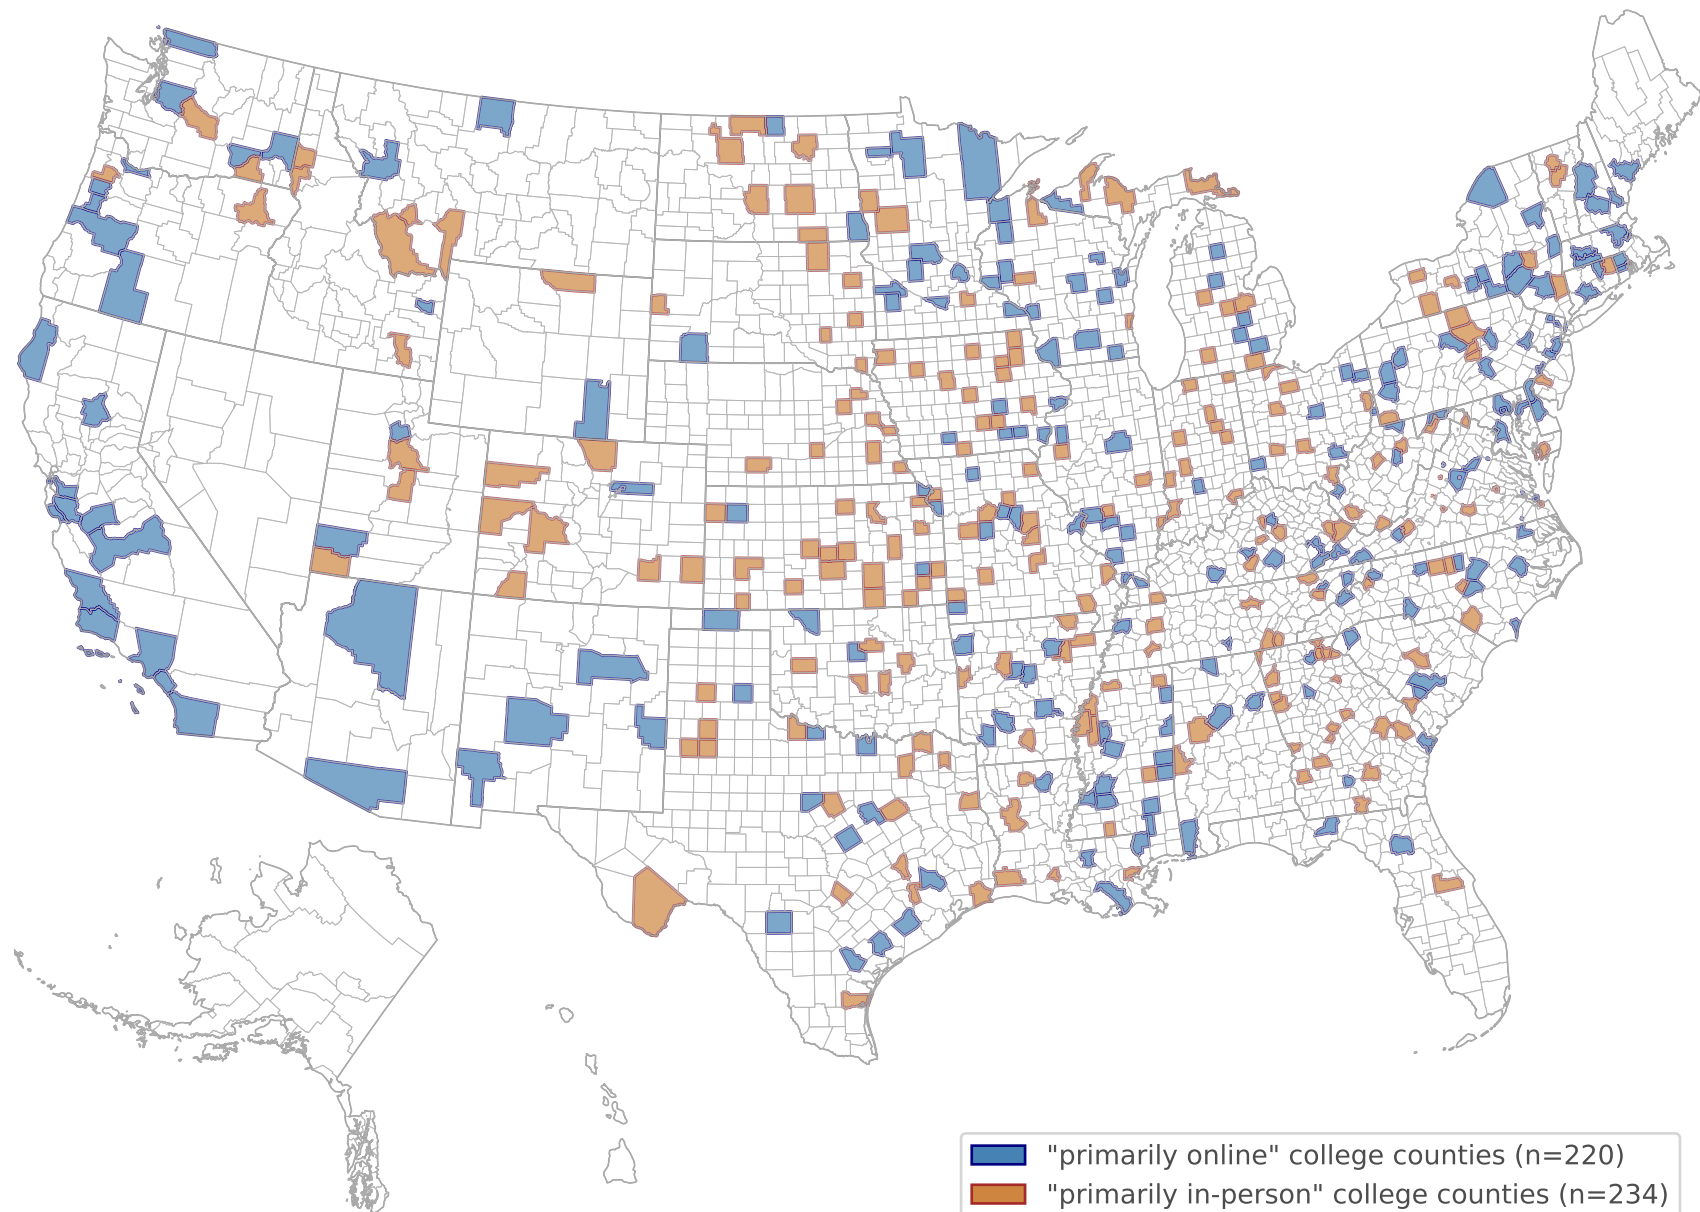 "primarily online" college counties (n=220)
"primarily in-person" college counties (n=234)